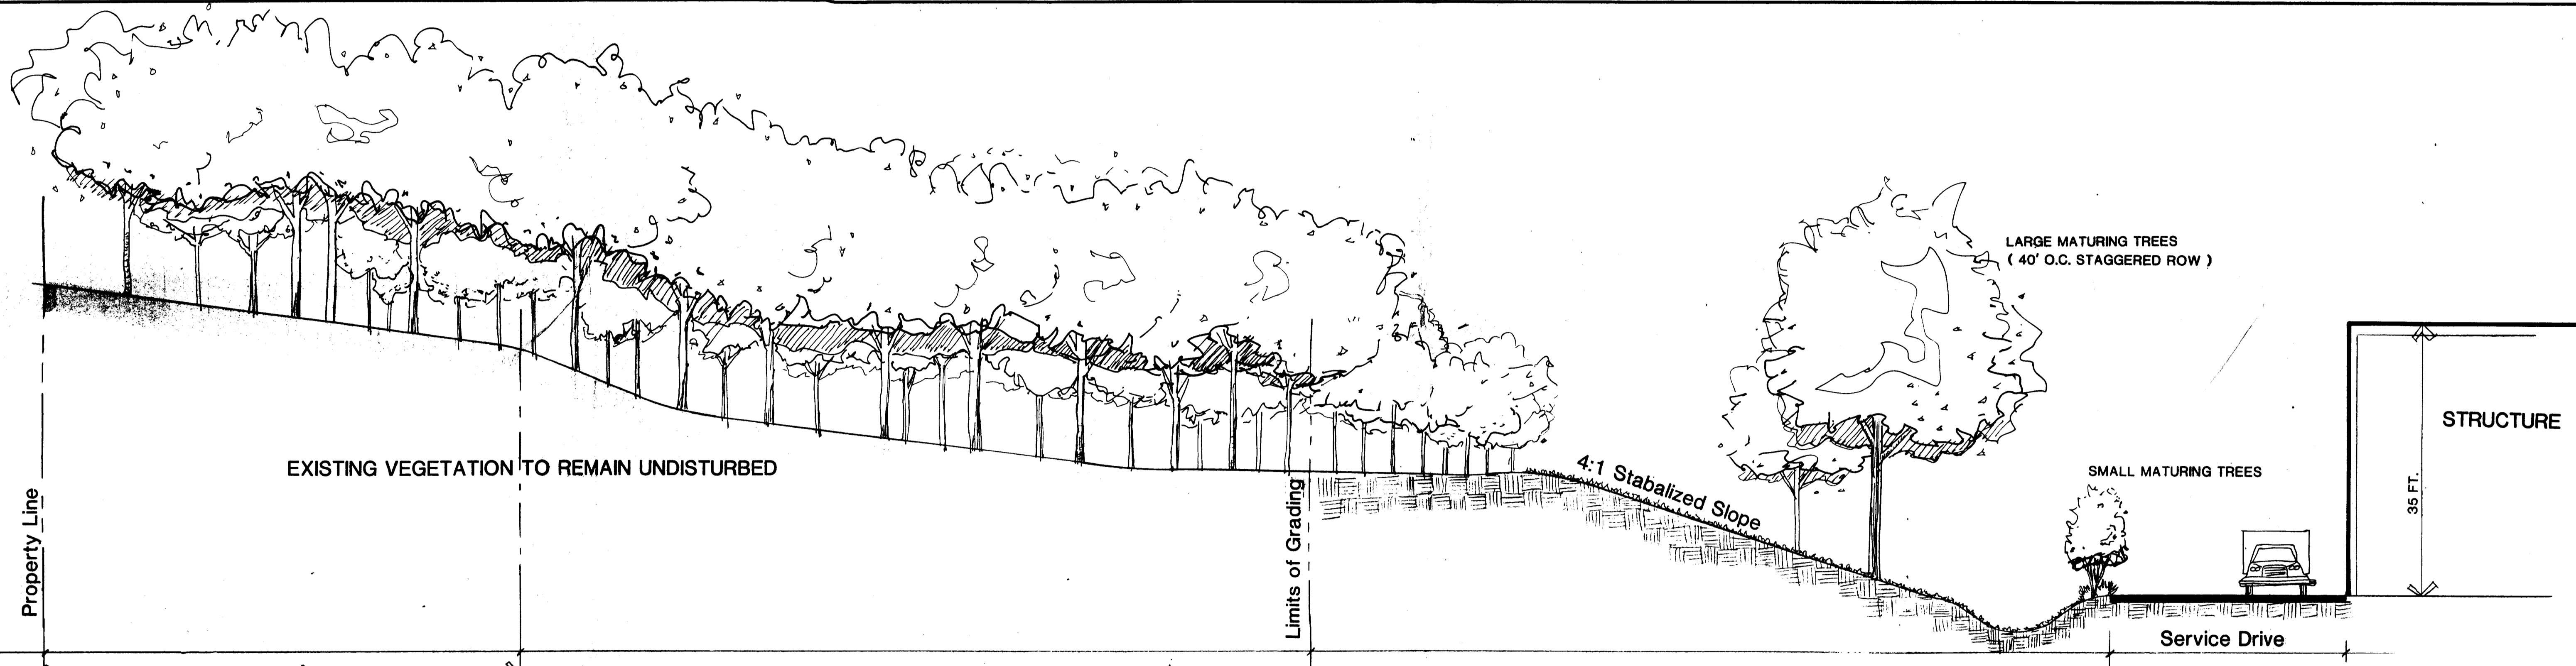 LARGE MATURING TREES
( 40' O.C. STAGGERED ROW )
STRUCTURE
EXISTING VEGETATION TO REMAIN UNDISTURBED
4:1 Stabalized Slope
SMALL MATURING TREES
35 FT.
Property Line
Limits of Grading
Service Drive